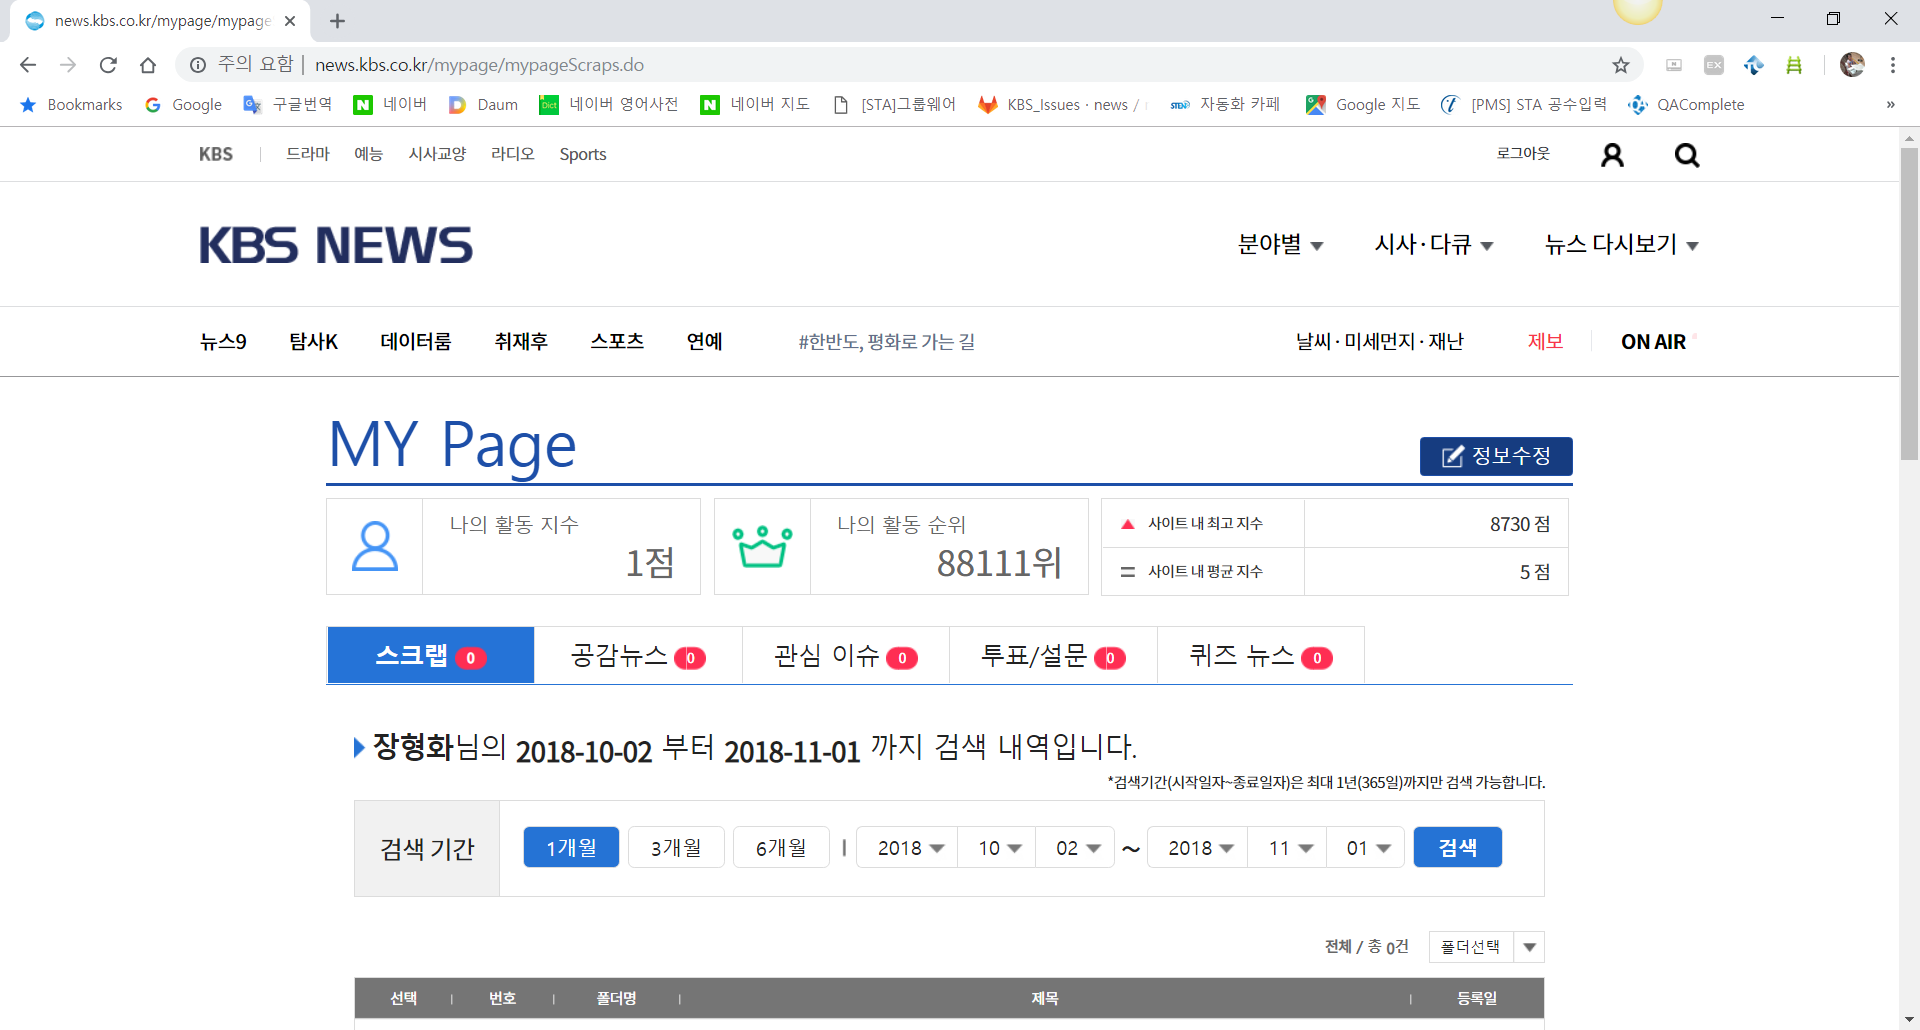 news.kbs.co.kr/mypage/mypage
주의 요함 | news.kbs.co.kr/mypage/mypageScraps.do
EX
Bookmarks Google 구글번역 네이버 Daum 네이버 영어사전 네이버 지도 [STA]그룹웨어 KBS_Issues · news / 자동화 카페 Google 지도 [PMS] STA 공수입력 QAComplete »
KBS 드라마 예능 시사교양 라디오 Sports 로그아웃
KBS NEWS 분야별 시사·다큐 뉴스 다시보기
뉴스9 탐사K 데이터룸 취재후 스포츠 연예 #한반도, 평화로 가는 길 날씨·미세먼지·재난 제보 ON AIR
MY Page 정보수정
나의 활동 지수 1점
나의 활동 순위 88111위
사이트 내 최고 지수 8730 점
사이트 내 평균 지수 5 점
스크랩 0 공감뉴스 0 관심 이슈 0 투표/설문 0 퀴즈 뉴스 0
장형화님의 2018-10-02 부터 2018-11-01 까지 검색 내역입니다.
*검색기간(시작일자~종료일자)은 최대 1년(365일)까지만 검색 가능합니다.
검색 기간 1개월 3개월 6개월 | 2018 10 02 ~ 2018 11 01 검색
전체 / 총 0건 폴더선택
선택 | 번호 | 폴더명 | 제목 | 등록일